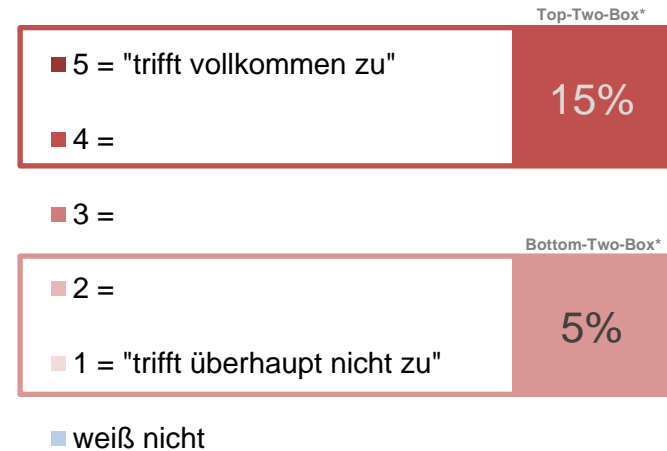 Top-Two-Box*
5 = "trifft vollkommen zu"
15%
4 =
3 =
Bottom-Two-Box*
2 =
5%
1 = "trifft überhaupt nicht zu"
weiß nicht